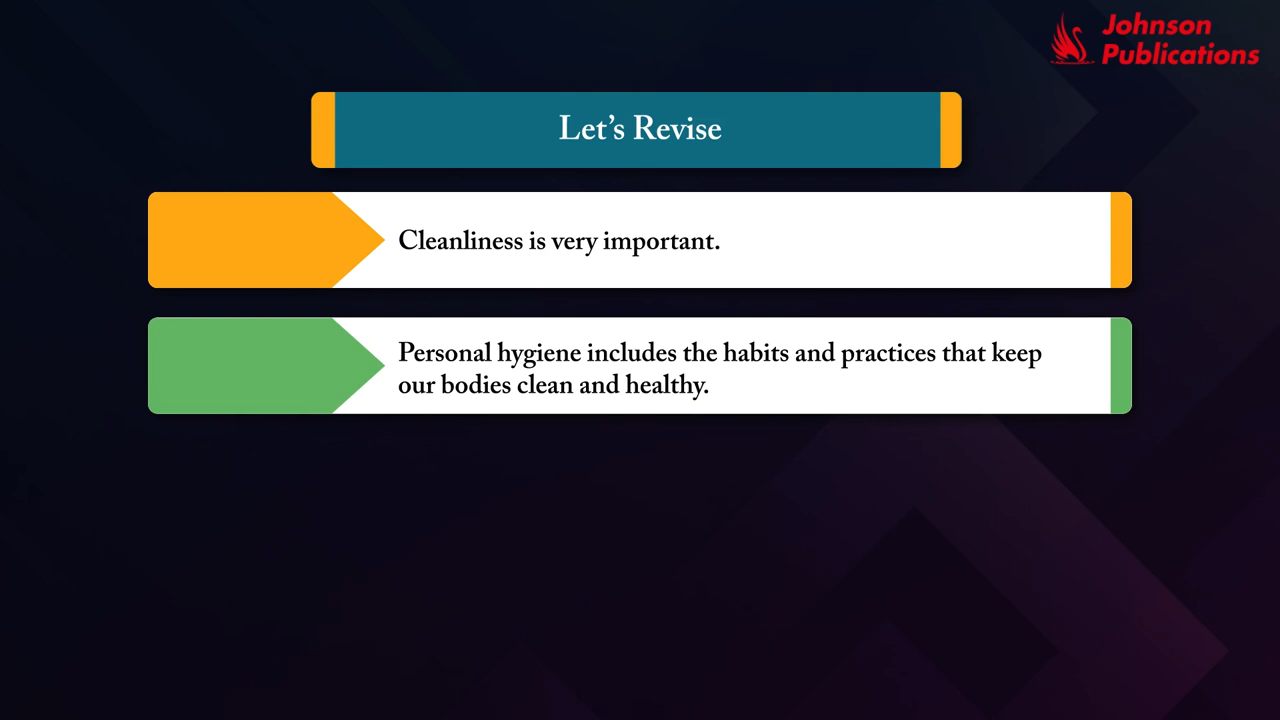 Johnson
Publications
Let’s Revise
Cleanliness is very important.
Personal hygiene includes the habits and practices that keep
our bodies clean and healthy.